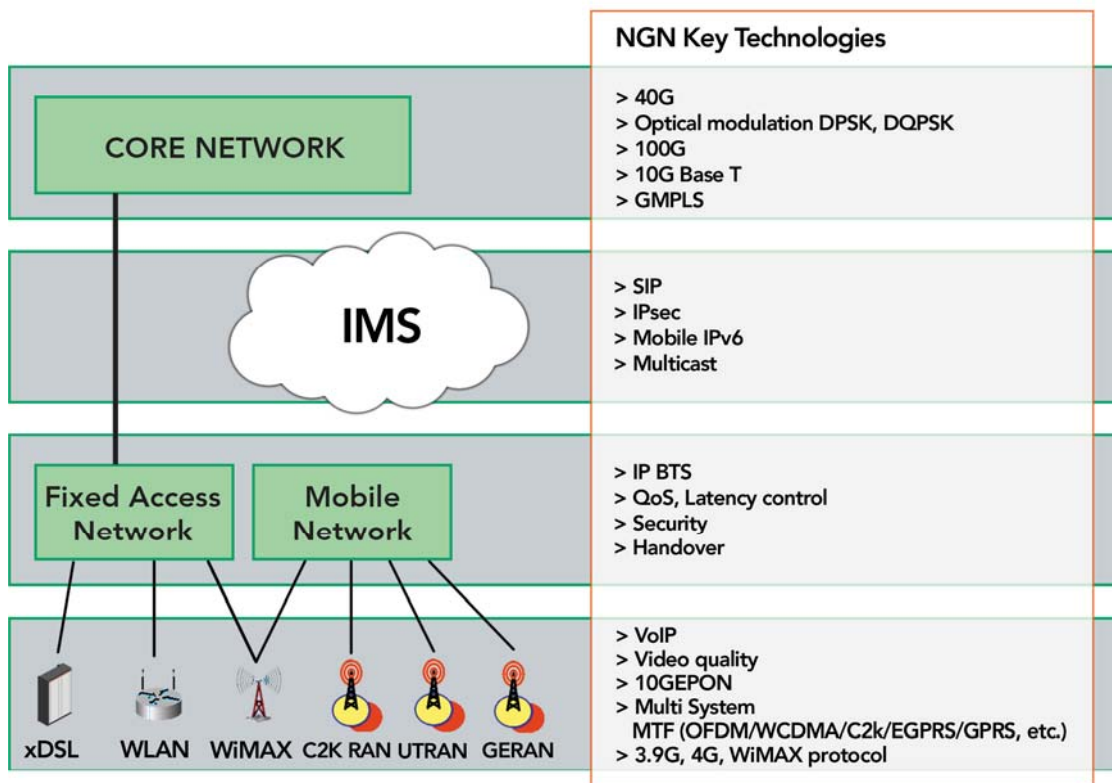 NGN Key Technologies
CORE NETWORK
> 40G
> Optical modulation DPSK, DQPSK
> 100G
> 10G Base T
> GMPLS
IMS
> SIP
> IPsec
> Mobile IPv6
> Multicast
Fixed Access
Network
Mobile
Network
> IP BTS
> QoS, Latency control
> Security
> Handover
xDSL
WLAN
WiMAX
C2K RAN
UTRAN
GERAN
> VoIP
> Video quality
> 10GEPON
> Multi System
MTF (OFDM/WCDMA/C2k/EGPRS/GPRS, etc.)
> 3.9G, 4G, WiMAX protocol